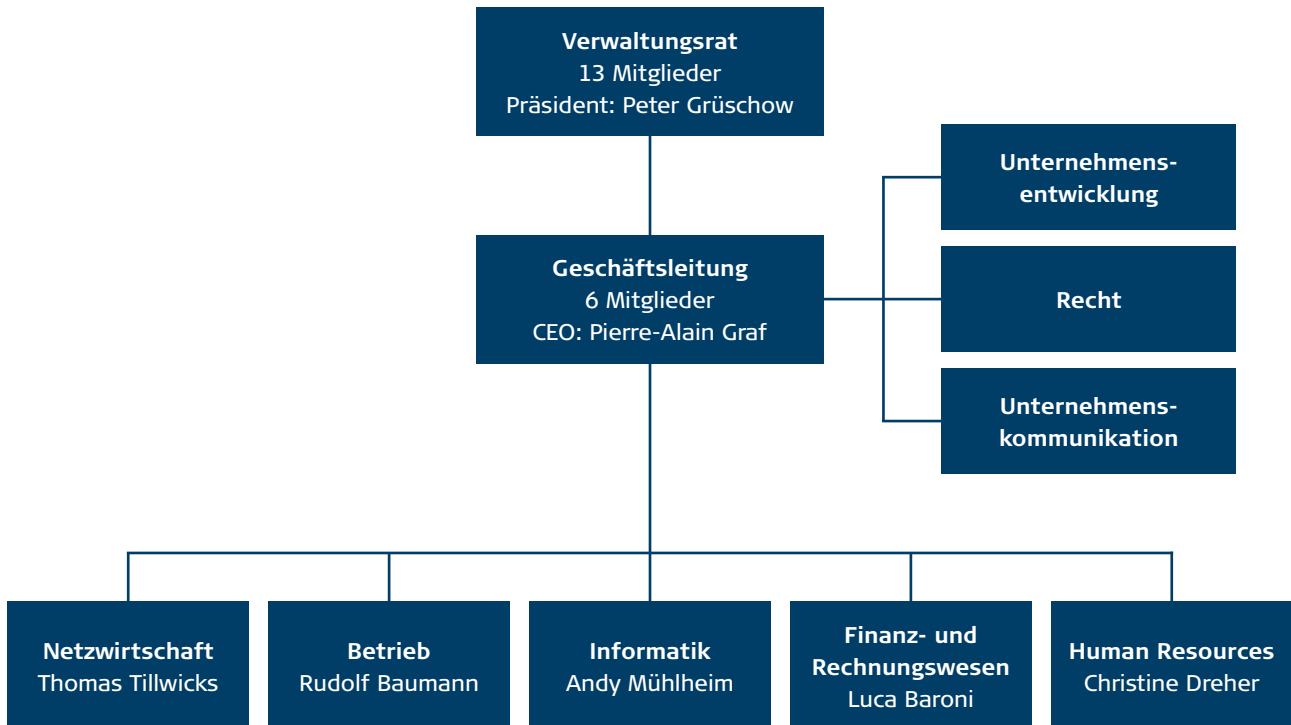 Verwaltungsrat
13 Mitglieder
Präsident: Peter Grüschow
Unternehmens-
entwicklung
Geschäftsleitung
6 Mitglieder
CEO: Pierre-Alain Graf
Recht
Unternehmens-
kommunikation
Netzwirtschaft
Thomas Tillwicks
Betrieb
Rudolf Baumann
Informatik
Andy Mühlheim
Finanz- und
Rechnungswesen
Luca Baroni
Human Resources
Christine Dreher